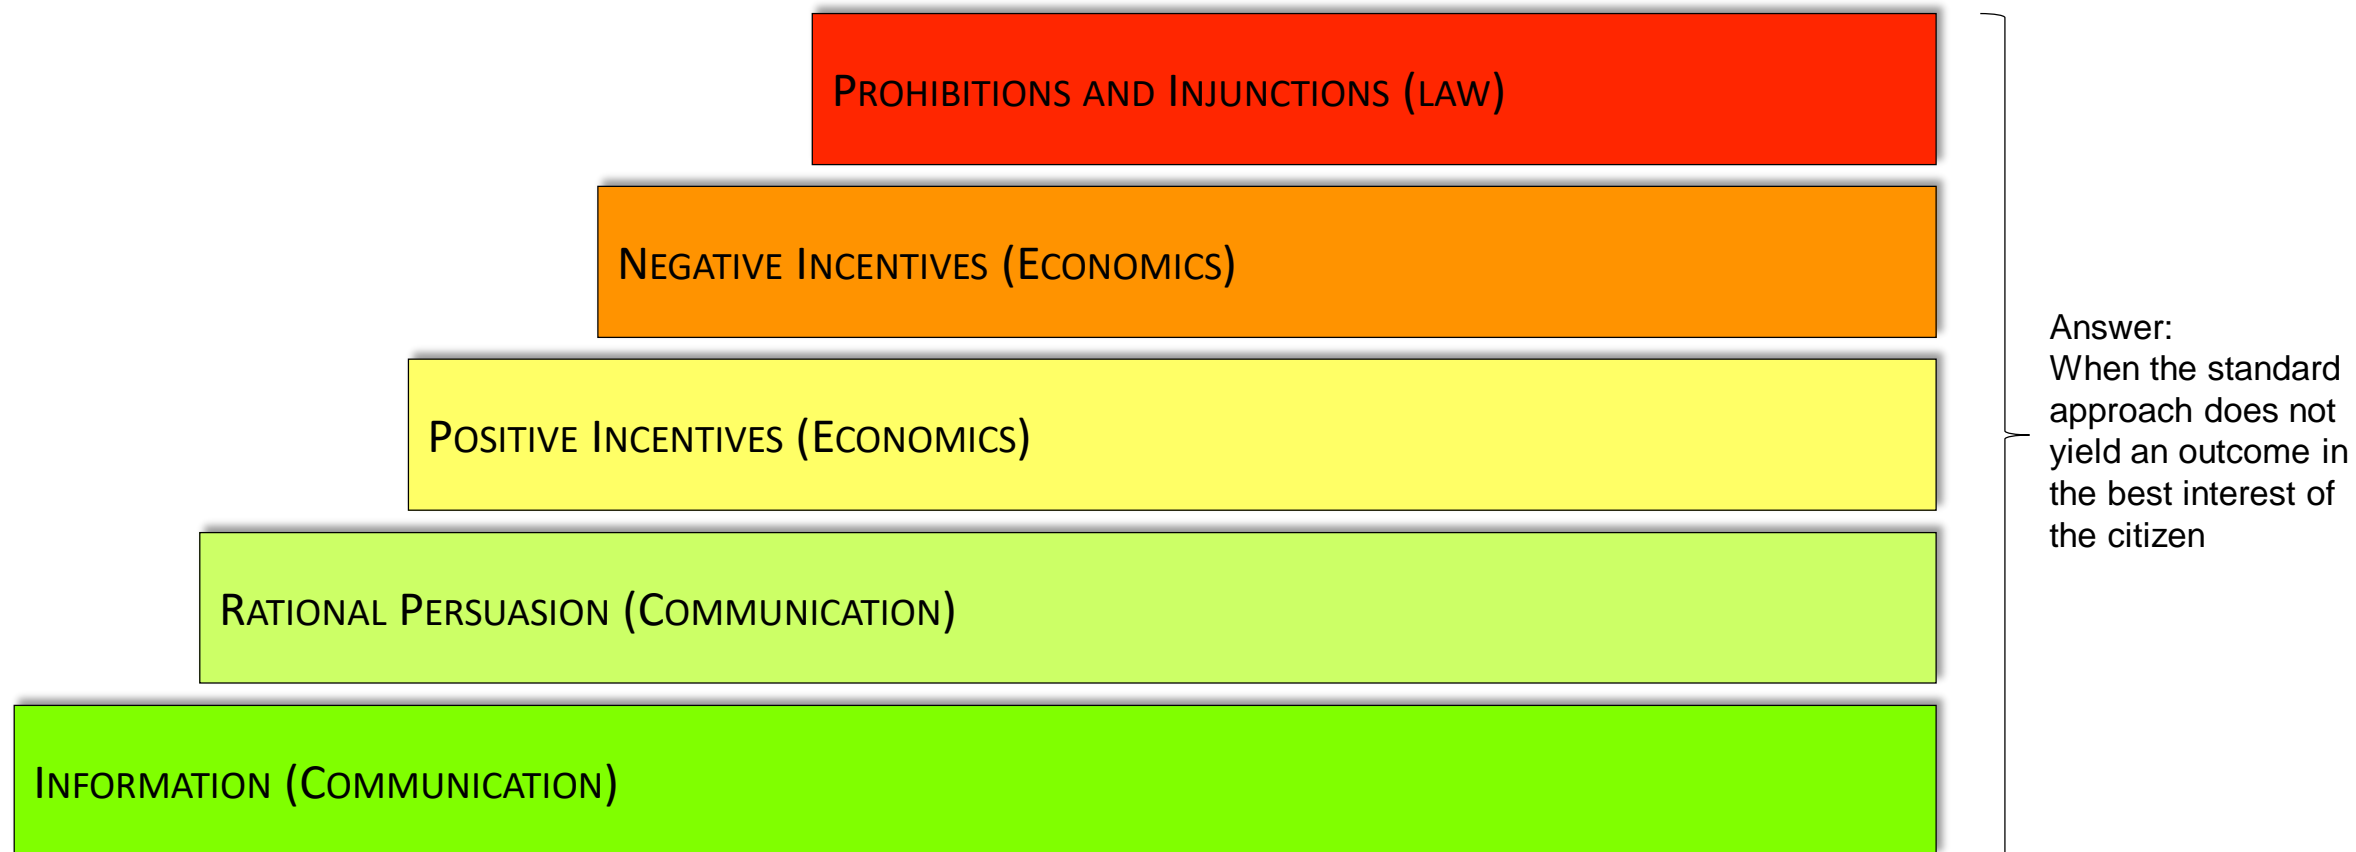 Prohibitions and Injunctions (law)
Negative Incentives (Economics)
Positive Incentives (Economics)
Rational Persuasion (Communication)
Information (Communication)
Answer:
When the standard
approach does not
yield an outcome in
the best interest of
the citizen